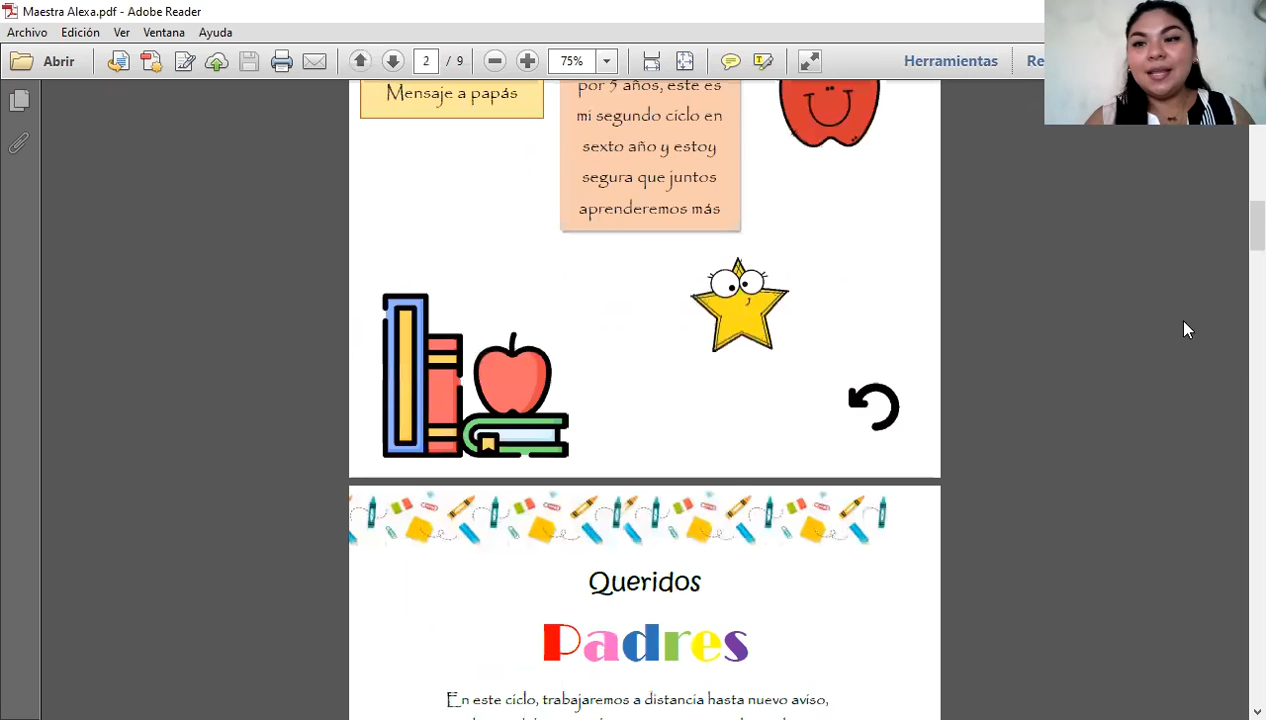 Maestra Alexa.pdf - Adobe Reader
Archivo Edición Ver Ventana Ayuda
Abrir 2 / 9 75% Herramientas
Mensaje a papás
por 5 años, este es
mi segundo ciclo en
sexto año y estoy
segura que juntos
aprenderemos más
Queridos
Padres
En este ciclo, trabajaremos a distancia hasta nuevo aviso,